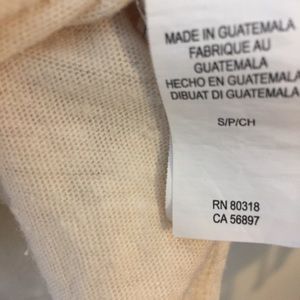 MADE IN GUATEMALA
FABRIQUE AU
GUATEMALA
HECHO EN GUATEMALA
DIBUAT DI GUATEMALA
S/P/CH
RN 80318
CA 56897